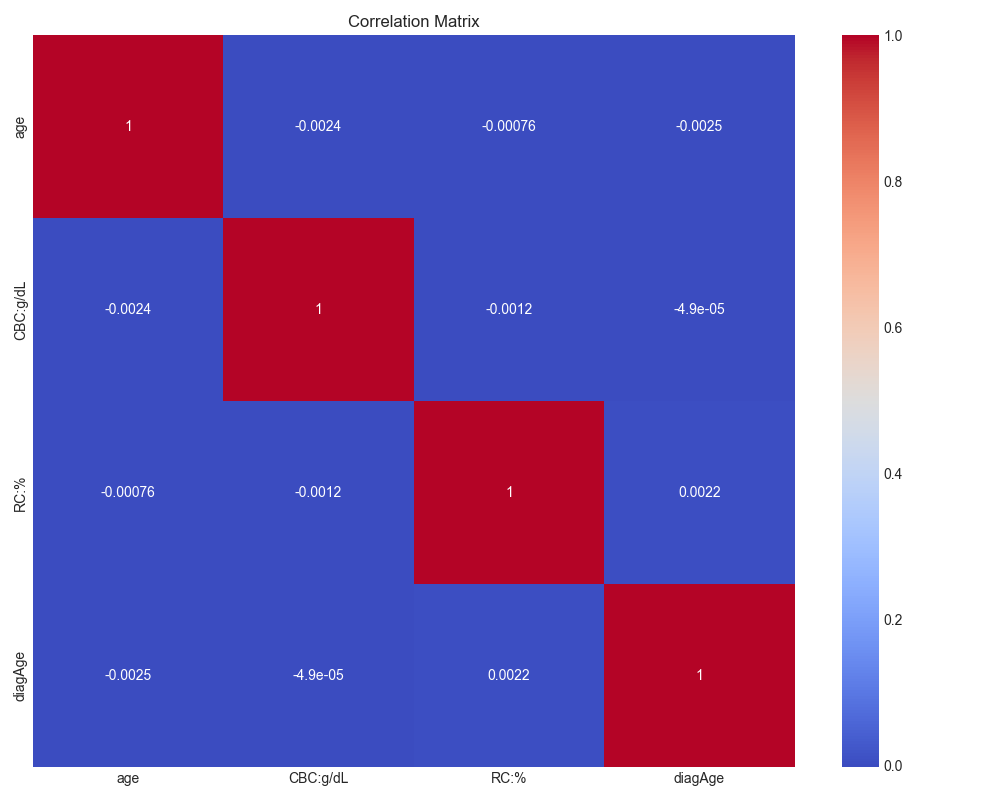 Correlation Matrix
age 1 -0.0024 -0.00076 -0.0025
CBC:g/dL -0.0024 1 -0.0012 -4.9e-05
RC:% -0.00076 -0.0012 1 0.0022
diagAge -0.0025 -4.9e-05 0.0022 1
age CBC:g/dL RC:% diagAge
1.0
0.8
0.6
0.4
0.2
0.0